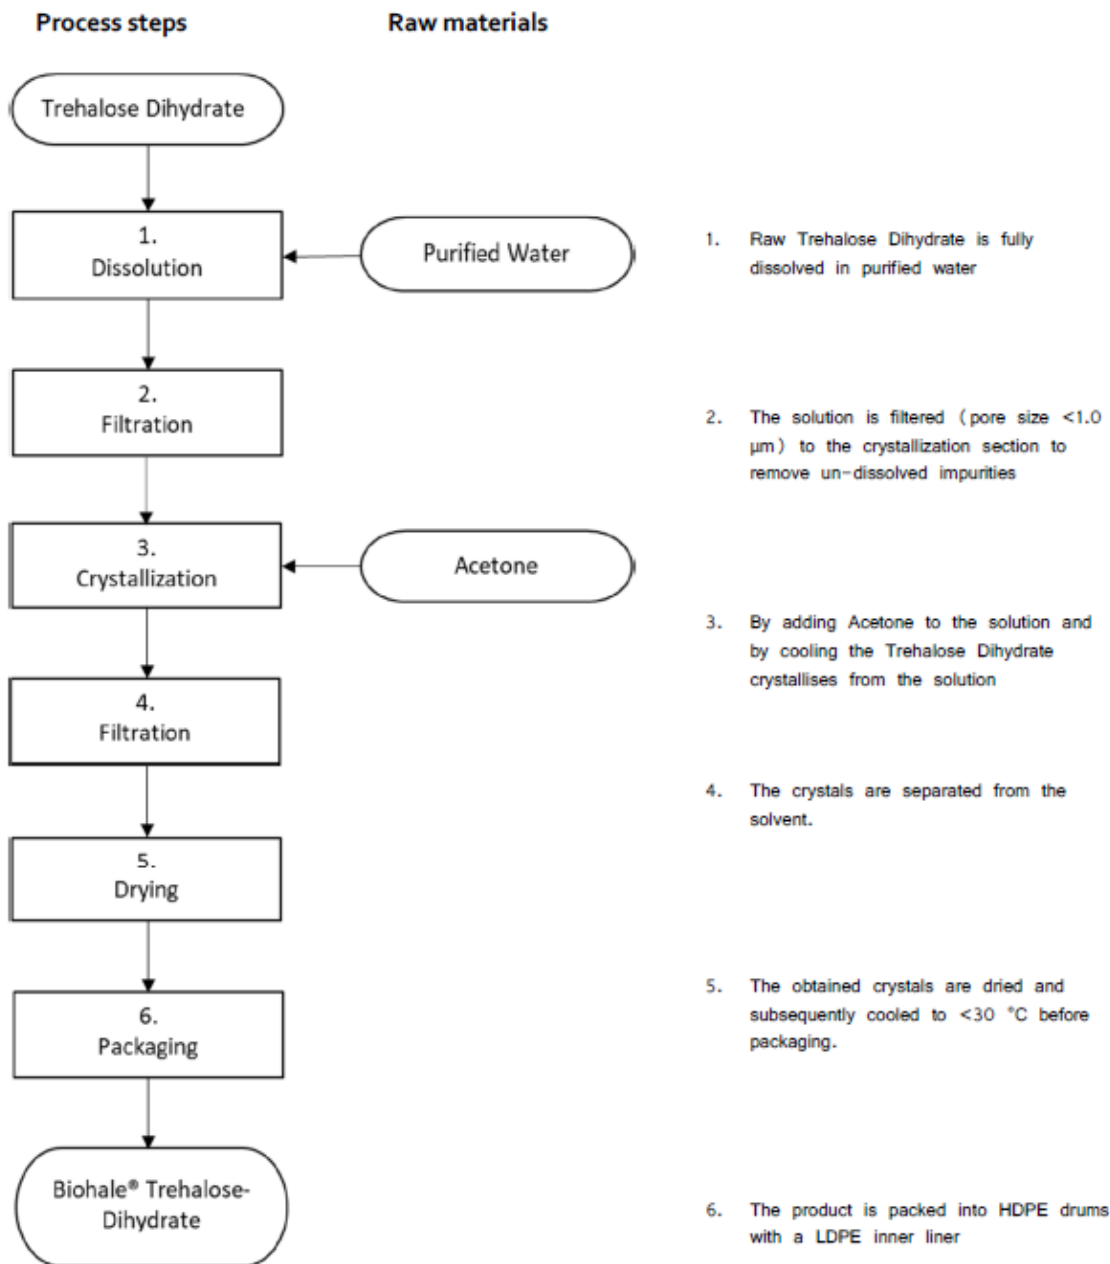 Process steps
Raw materials
Trehalose Dihydrate
1.
Dissolution
Purified Water
1. Raw Trehalose Dihydrate is fully
dissolved in purified water
2.
Filtration
2. The solution is filtered (pore size <1.0
µm) to the crystallization section to
remove un-dissolved impurities
3.
Crystallization
Acetone
3. By adding Acetone to the solution and
by cooling the Trehalose Dihydrate
crystallises from the solution
4.
Filtration
4. The crystals are separated from the
solvent.
5.
Drying
5. The obtained crystals are dried and
subsequently cooled to <30 °C before
packaging.
6.
Packaging
Biohale® Trehalose-
Dihydrate
6. The product is packed into HDPE drums
with a LDPE inner liner